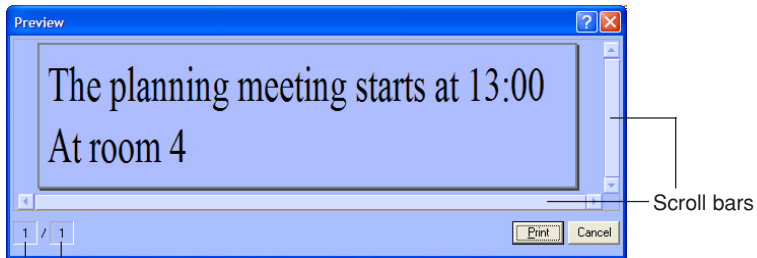 Preview
The planning meeting starts at 13:00
At room 4
Scroll bars
1 / 1
Print Cancel